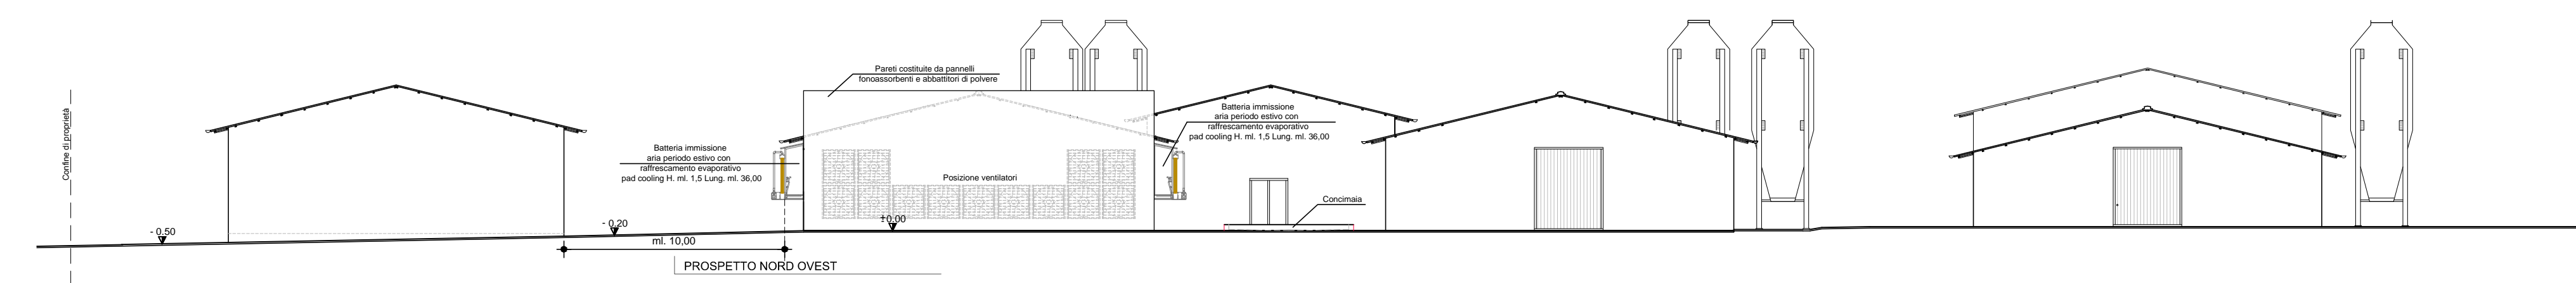 Confine di proprietà
- 0.50
- 0,20
Batteria immissione
aria periodo estivo con
raffrescamento evaporativo
pad cooling H. ml. 1,5 Lung. ml. 36,00
Pareti costituite da pannelli
fonoassorbenti e abbattitori di polvere
Posizione ventilatori
±0,00
Batteria immissione
aria periodo estivo con
raffrescamento evaporativo
pad cooling H. ml. 1,5 Lung. ml. 36,00
Concimaia
ml. 10,00
PROSPETTO NORD OVEST